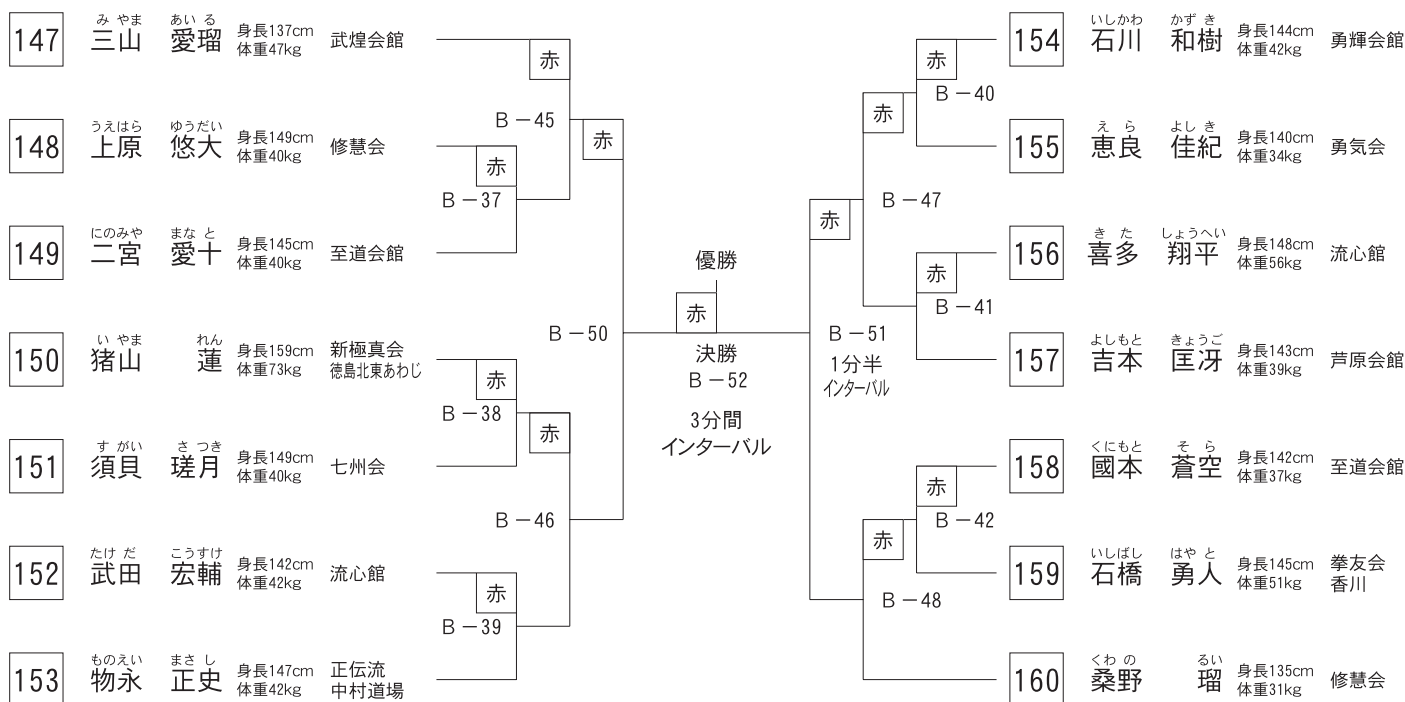 147
みやま あいる
三山 愛瑠
身長137cm
体重47kg
武煌会館
148
うえはら ゆうだい
上原 悠大
身長149cm
体重40kg
修慧会
149
にのみや まなと
二宮 愛十
身長145cm
体重40kg
至道会館
150
いやま れん
猪山 蓮
身長159cm
体重73kg
新極真会
徳島北東あわじ
151
すがい さつき
須貝 瑳月
身長149cm
体重40kg
七州会
152
たけだ こうすけ
武田 宏輔
身長142cm
体重42kg
流心館
153
ものえい まさし
物永 正史
身長147cm
体重42kg
正伝流
中村道場
赤
B－45
赤
赤
B－37
B－50
赤
B－38
赤
B－46
赤
B－39
優勝
赤
決勝
B－52
3分間
インターバル
赤
B－40
赤
B－47
赤
赤
B－41
B－51
1分半
インターバル
赤
B－42
赤
B－48
154
いしかわ かずき
石川 和樹
身長144cm
体重42kg
勇輝会館
155
えら よしき
恵良 佳紀
身長140cm
体重34kg
勇気会
156
きた しょうへい
喜多 翔平
身長148cm
体重56kg
流心館
157
よしもと きょうご
吉本 匡冴
身長143cm
体重39kg
芦原会館
158
くにもと そら
國本 蒼空
身長142cm
体重37kg
至道会館
159
いしばし はやと
石橋 勇人
身長145cm
体重51kg
拳友会
香川
160
くわの るい
桑野 瑠
身長135cm
体重31kg
修慧会